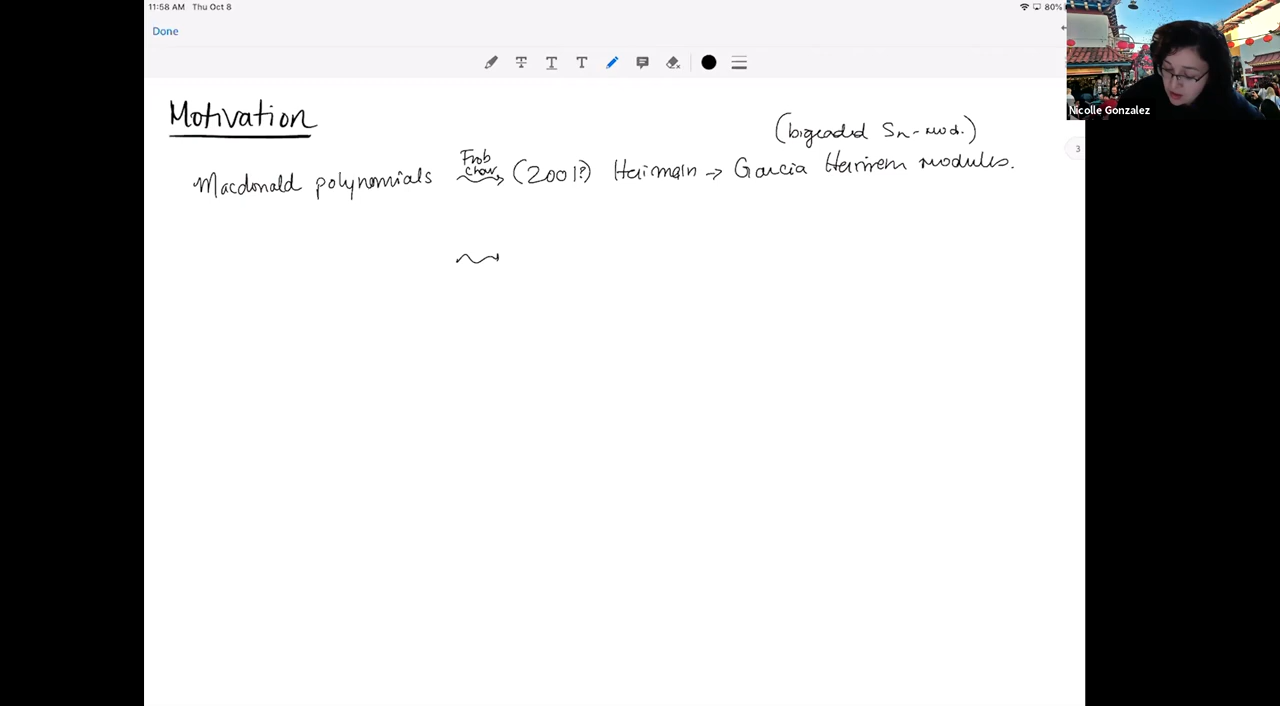 11:58 AM Thu Oct 8
80%
Done
Nicolle Gonzalez
3
Motivation
(bigraded Sn-mod.)
Macdonald polynomials Frob char (2001?) Haiman → Garcia Haiman modules.